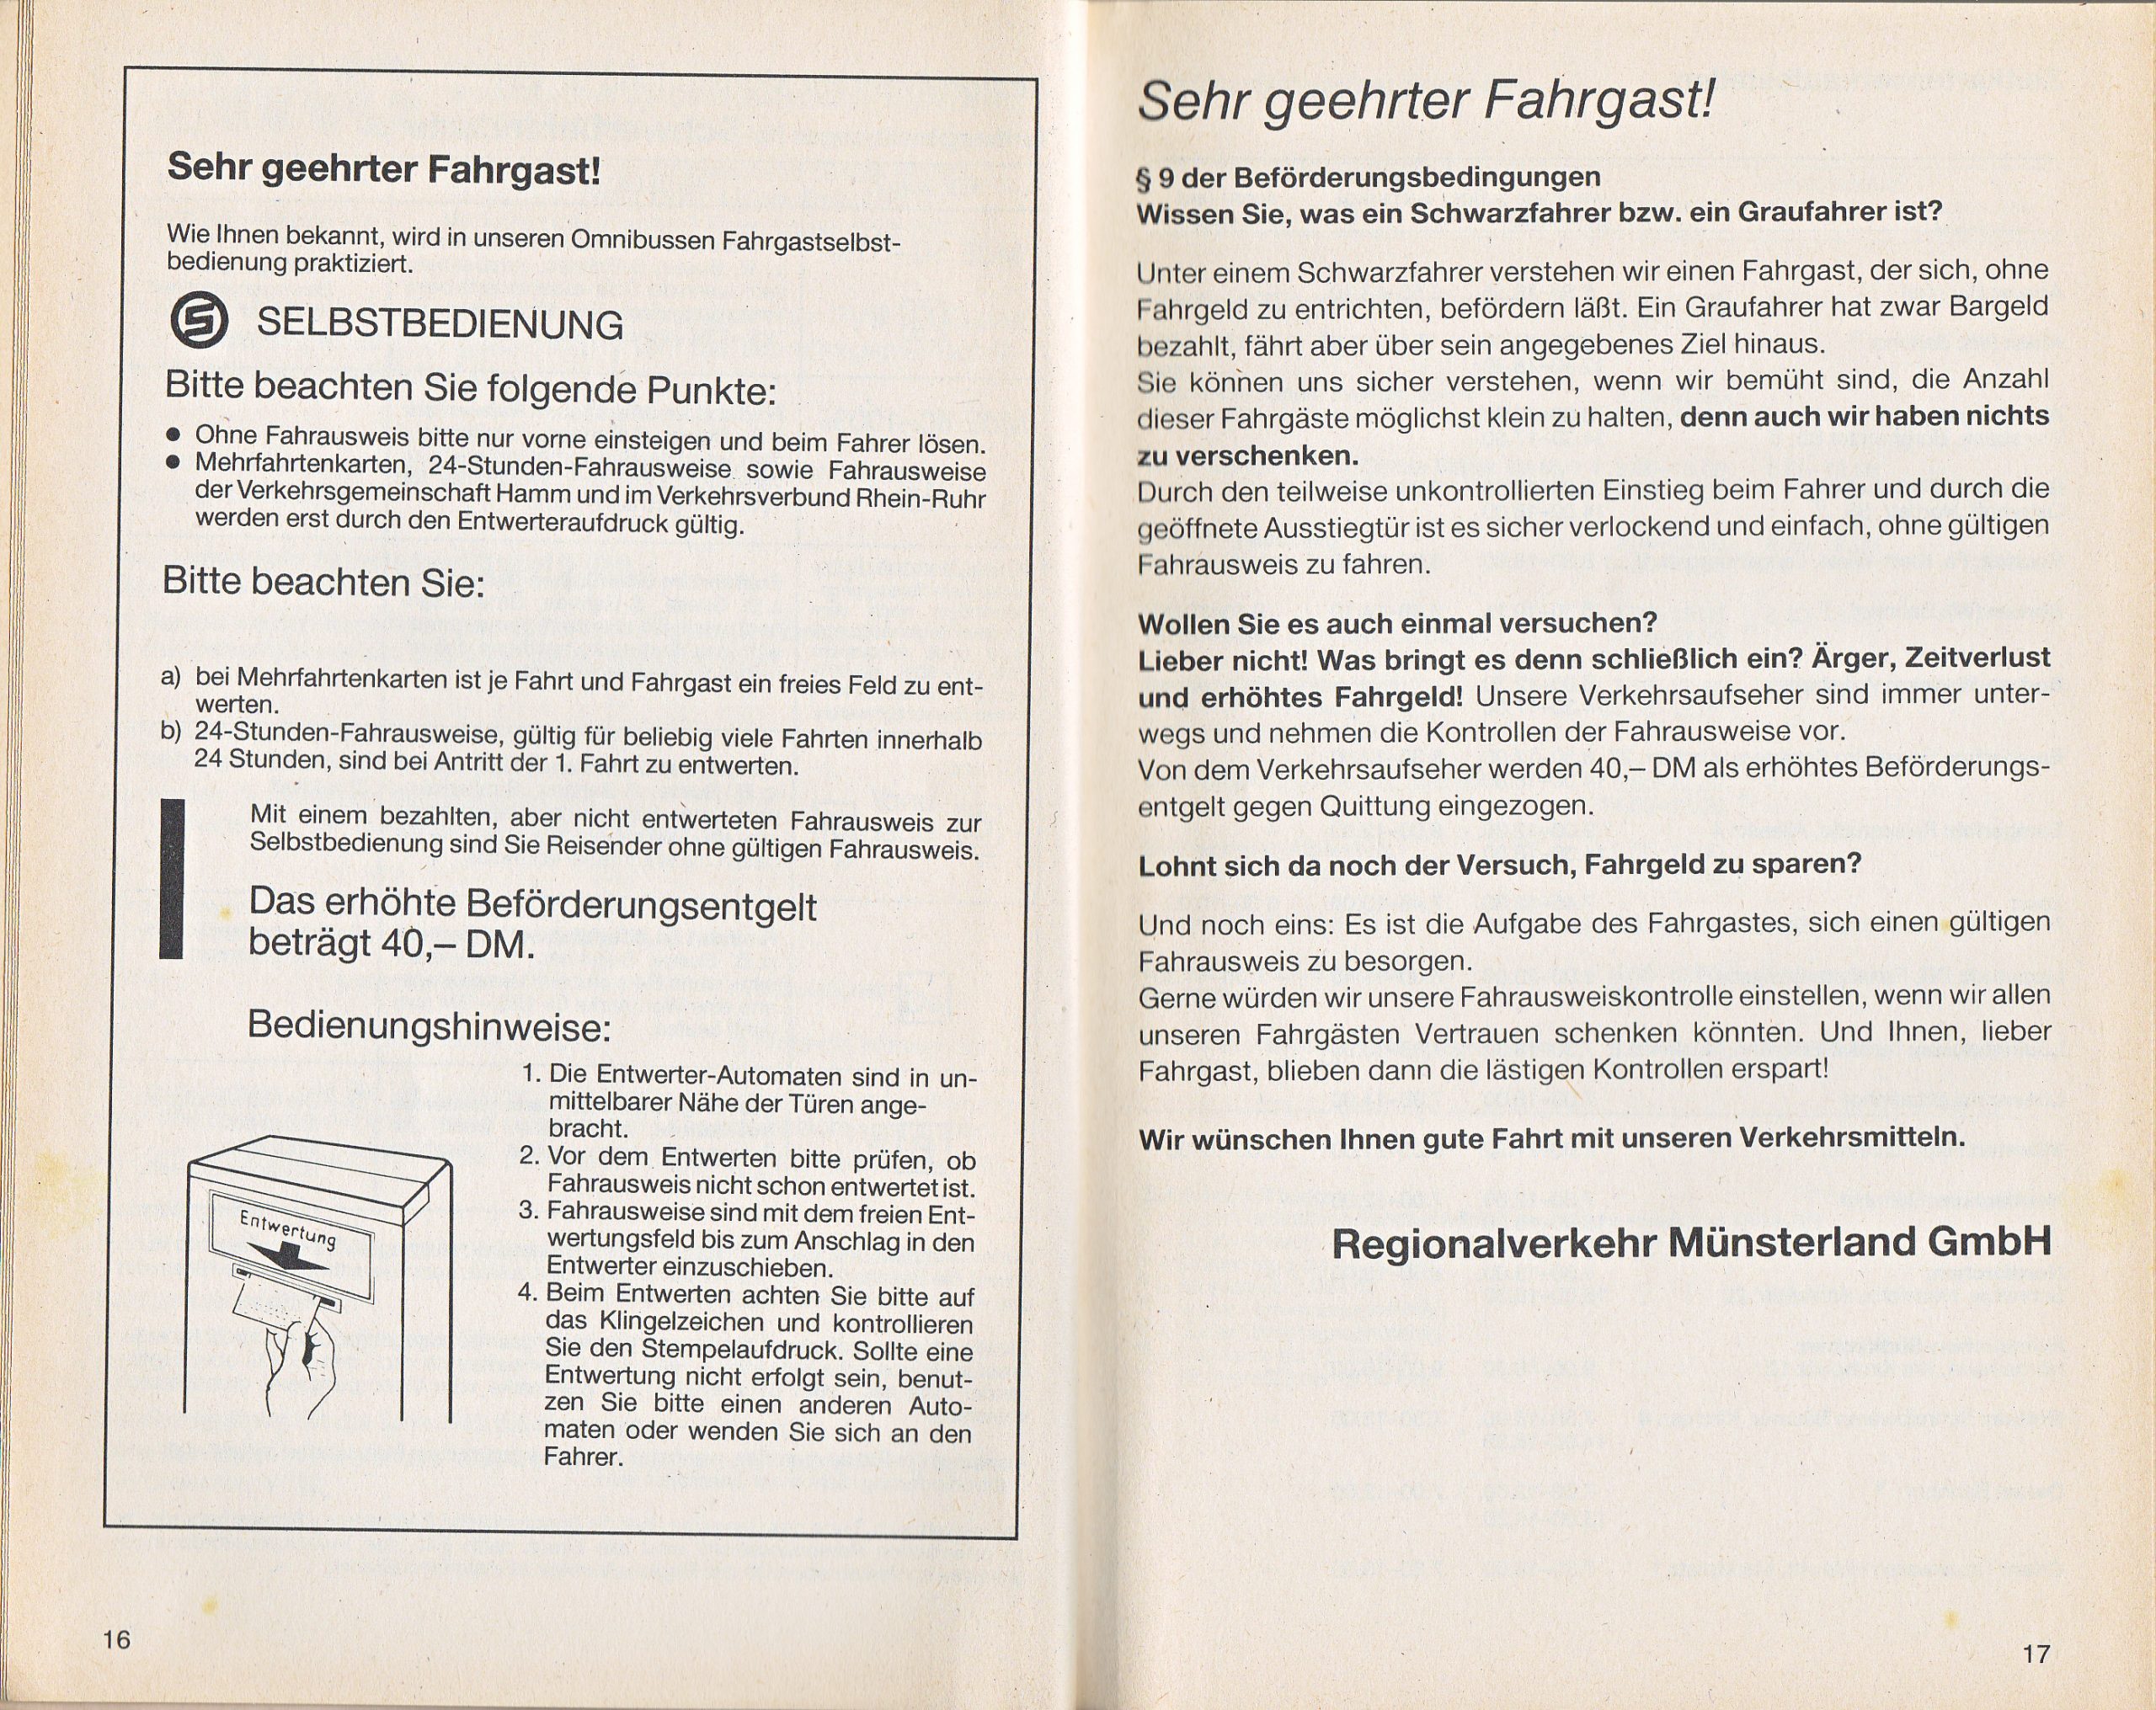 Sehr geehrter Fahrgast!
Wie Ihnen bekannt, wird in unseren Omnibussen Fahrgastselbst-
bedienung praktiziert.
SELBSTBEDIENUNG
Bitte beachten Sie folgende Punkte:
● Ohne Fahrausweis bitte nur vorne einsteigen und beim Fahrer lösen.
● Mehrfahrtenkarten, 24-Stunden-Fahrausweise sowie Fahrausweise
der Verkehrsgemeinschaft Hamm und im Verkehrsverbund Rhein-Ruhr
werden erst durch den Entwerteraufdruck gültig.
Bitte beachten Sie:
a) bei Mehrfahrtenkarten ist je Fahrt und Fahrgast ein freies Feld zu ent-
werten.
b) 24-Stunden-Fahrausweise, gültig für beliebig viele Fahrten innerhalb
24 Stunden, sind bei Antritt der 1. Fahrt zu entwerten.
Mit einem bezahlten, aber nicht entwerteten Fahrausweis zur
Selbstbedienung sind Sie Reisender ohne gültigen Fahrausweis.
Das erhöhte Beförderungsentgelt
beträgt 40,– DM.
Bedienungshinweise:
1. Die Entwerter-Automaten sind in un-
mittelbarer Nähe der Türen ange-
bracht.
2. Vor dem Entwerten bitte prüfen, ob
Fahrausweis nicht schon entwertet ist.
3. Fahrausweise sind mit dem freien Ent-
wertungsfeld bis zum Anschlag in den
Entwerter einzuschieben.
4. Beim Entwerten achten Sie bitte auf
das Klingelzeichen und kontrollieren
Sie den Stempelaufdruck. Sollte eine
Entwertung nicht erfolgt sein, benut-
zen Sie bitte einen anderen Auto-
maten oder wenden Sie sich an den
Fahrer.
Entwertung
16
Sehr geehrter Fahrgast!
§ 9 der Beförderungsbedingungen
Wissen Sie, was ein Schwarzfahrer bzw. ein Graufahrer ist?
Unter einem Schwarzfahrer verstehen wir einen Fahrgast, der sich, ohne
Fahrgeld zu entrichten, befördern läßt. Ein Graufahrer hat zwar Bargeld
bezahlt, fährt aber über sein angegebenes Ziel hinaus.
Sie können uns sicher verstehen, wenn wir bemüht sind, die Anzahl
dieser Fahrgäste möglichst klein zu halten, denn auch wir haben nichts
zu verschenken.
Durch den teilweise unkontrollierten Einstieg beim Fahrer und durch die
geöffnete Ausstiegtür ist es sicher verlockend und einfach, ohne gültigen
Fahrausweis zu fahren.
Wollen Sie es auch einmal versuchen?
Lieber nicht! Was bringt es denn schließlich ein? Ärger, Zeitverlust
und erhöhtes Fahrgeld! Unsere Verkehrsaufseher sind immer unter-
wegs und nehmen die Kontrollen der Fahrausweise vor.
Von dem Verkehrsaufseher werden 40,– DM als erhöhtes Beförderungs-
entgelt gegen Quittung eingezogen.
Lohnt sich da noch der Versuch, Fahrgeld zu sparen?
Und noch eins: Es ist die Aufgabe des Fahrgastes, sich einen gültigen
Fahrausweis zu besorgen.
Gerne würden wir unsere Fahrausweiskontrolle einstellen, wenn wir allen
unseren Fahrgästen Vertrauen schenken könnten. Und Ihnen, lieber
Fahrgast, blieben dann die lästigen Kontrollen erspart!
Wir wünschen Ihnen gute Fahrt mit unseren Verkehrsmitteln.
Regionalverkehr Münsterland GmbH
17